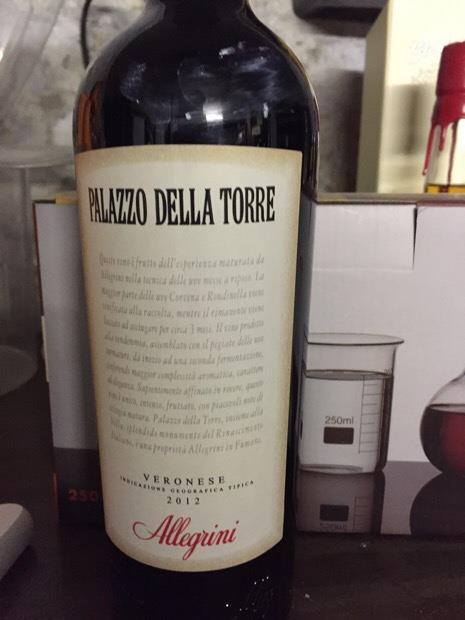 PALAZZO DELLA TORRE
Questo vino è frutto dell'esperienza maturata da
Allegrini nella tecnica delle uve messe a riposo. La
maggior parte delle uve Corvina e Rondinella viene
vinificata alla raccolta, mentre il rimanente viene
lasciato ad asciugare per circa 3 mesi. Il vino prodotto
alla vendemmia, assemblato con il pigiato delle uve
dà inizio ad una seconda fermentazione,
maggior complessità aromatica, carattere
ed eleganza. Sapientemente affinato in rovere, questo
vino è unico, intenso, fruttato, con piacevoli note di
ciliegia matura. Palazzo della Torre, insieme alla
Villa, splendido monumento del Rinascimento
Italiano, è una proprietà Allegrini in Fumane.
VERONESE
INDICAZIONE GEOGRAFICA TIPICA
2012
Allegrini
250ml
250